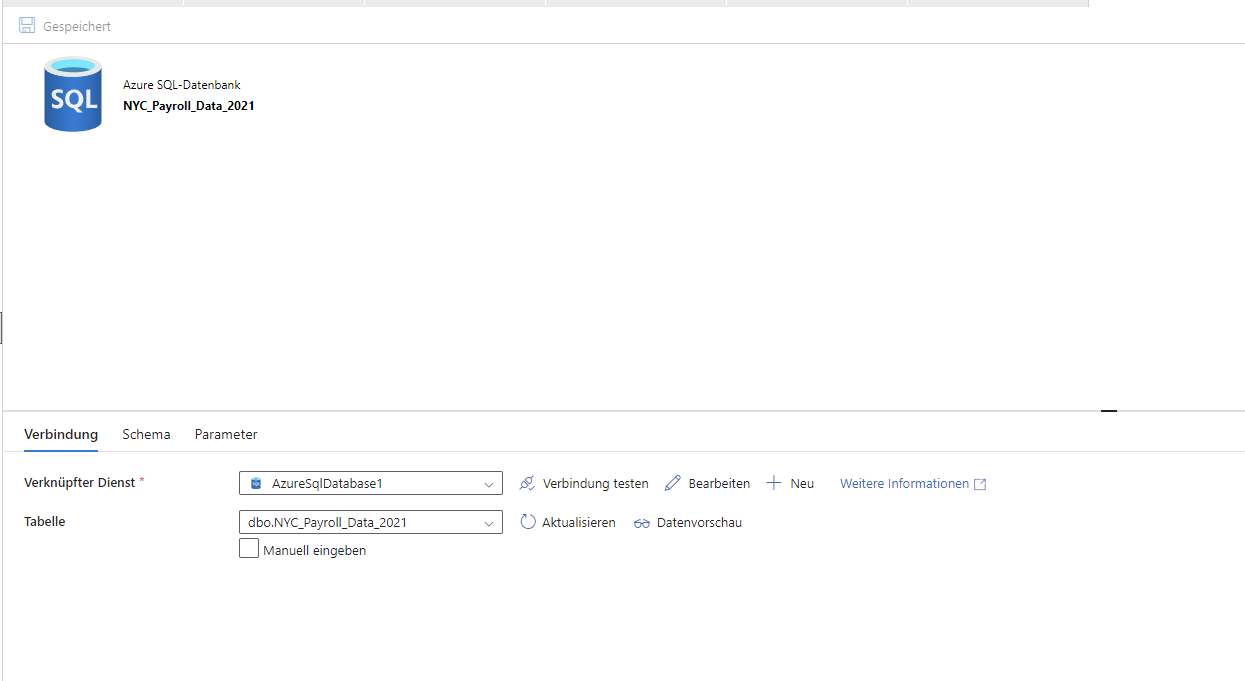 Gespeichert
SQL
Azure SQL-Datenbank
NYC_Payroll_Data_2021
Verbindung Schema Parameter
Verknüpfter Dienst * AzureSqlDatabase1 Verbindung testen Bearbeiten Neu Weitere Informationen
Tabelle dbo.NYC_Payroll_Data_2021 Aktualisieren Datenvorschau
Manuell eingeben